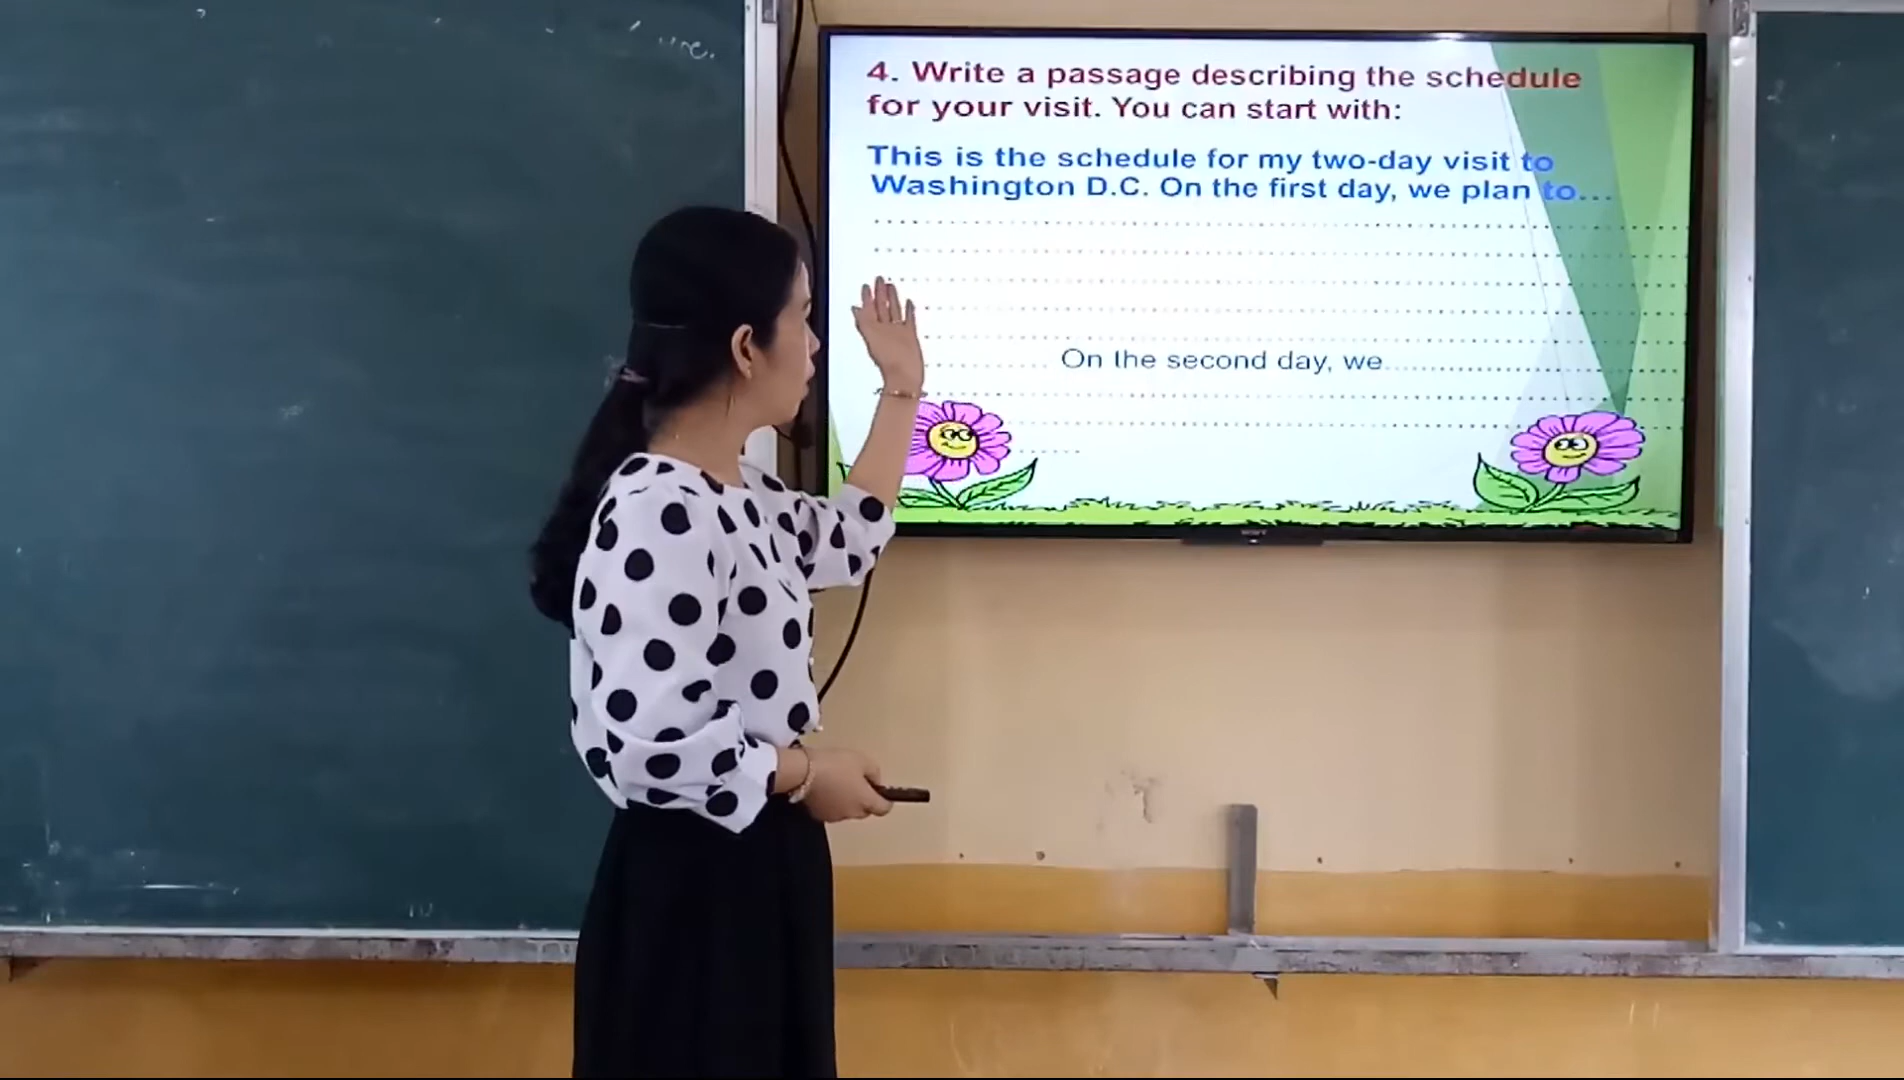 4. Write a passage describing the schedule
for your visit. You can start with:
This is the schedule for my two-day visit to
Washington D.C. On the first day, we plan to...
On the second day, we
SONY